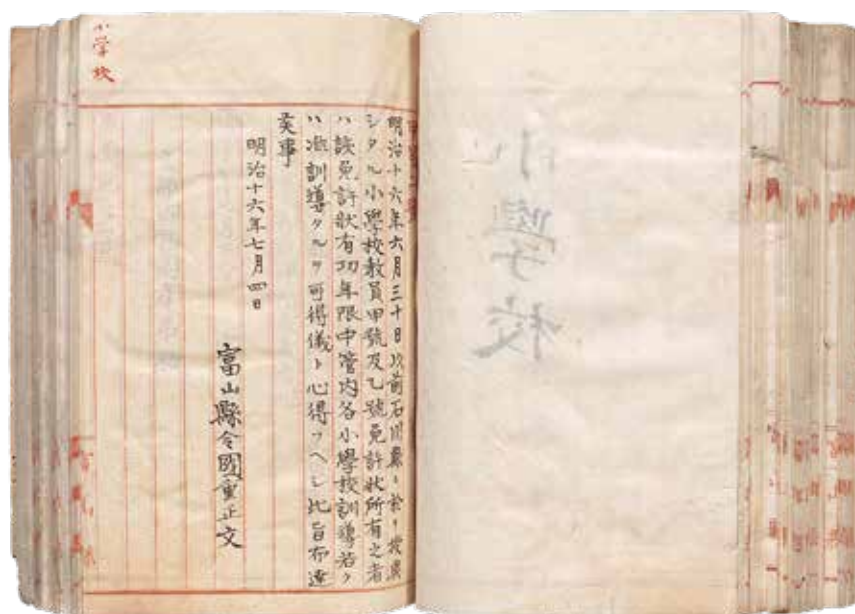 小學校
小学校
明治十六年六月三十日以前石川縣ニ於テ授與
シタル小學校教員甲號及乙號免許状所有之者
ハ該免許状有功年限中管内各小學校訓導若ク
ハ准訓導タルヲ可得儀ト心得ヘシ此旨布達
候事
明治十六年七月四日
富山縣令國重正文